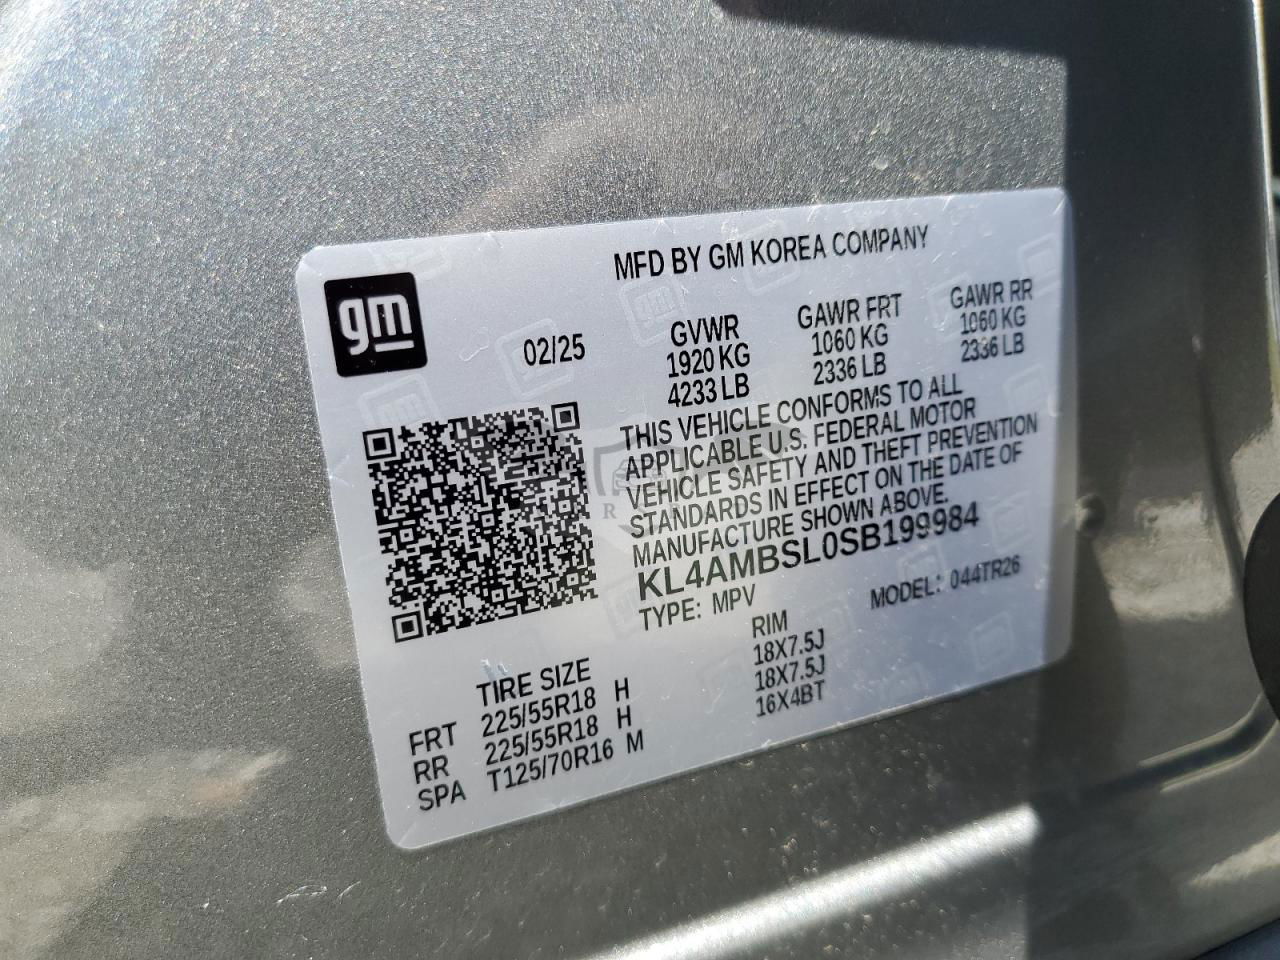 gm
MFD BY GM KOREA COMPANY
02/25
GVWR
1920 KG
4233 LB
GAWR FRT
1060 KG
2336 LB
GAWR RR
1060 KG
2336 LB
THIS VEHICLE CONFORMS TO ALL
APPLICABLE U.S. FEDERAL MOTOR
VEHICLE SAFETY AND THEFT PREVENTION
STANDARDS IN EFFECT ON THE DATE OF
MANUFACTURE SHOWN ABOVE.
KL4AMBSL0SB199984
TYPE: MPV
MODEL: 044TR26
TIRE SIZE RIM
FRT 225/55R18 H 18X7.5J
RR 225/55R18 H 18X7.5J
SPA T125/70R16 M 16X4BT